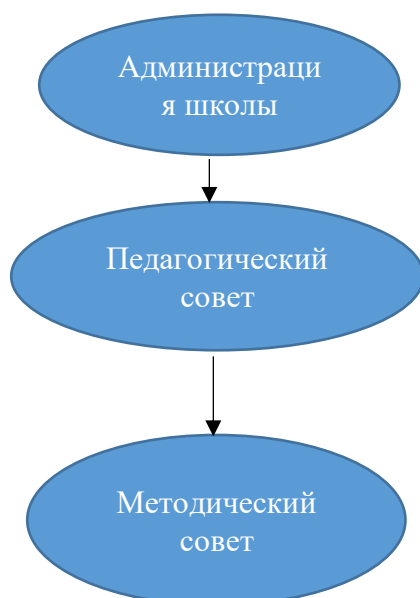 Администраци
я школы
Педагогический
совет
Методический
совет